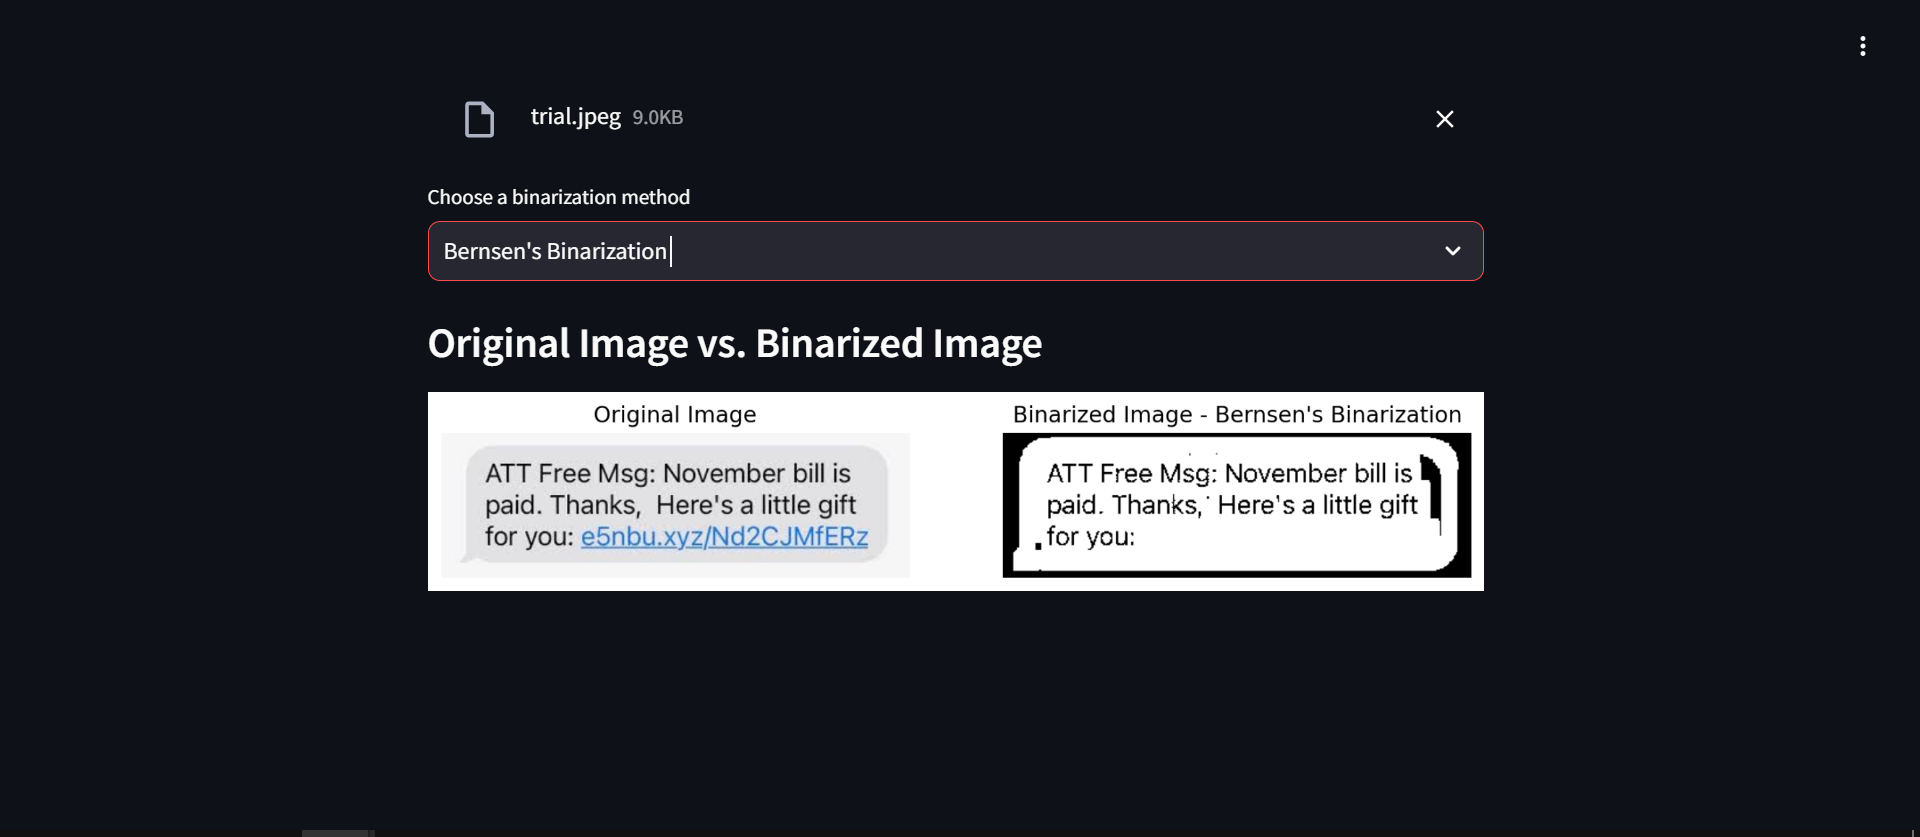 trial.jpeg 9.0KB
Choose a binarization method
Bernsen's Binarization
Original Image vs. Binarized Image
Original Image
ATT Free Msg: November bill is
paid. Thanks,  Here's a little gift
for you: e5nbu.xyz/Nd2CJMfERz
Binarized Image - Bernsen's Binarization
ATT Free Msg: November bill is
paid. Thanks, Here's a little gift
for you: